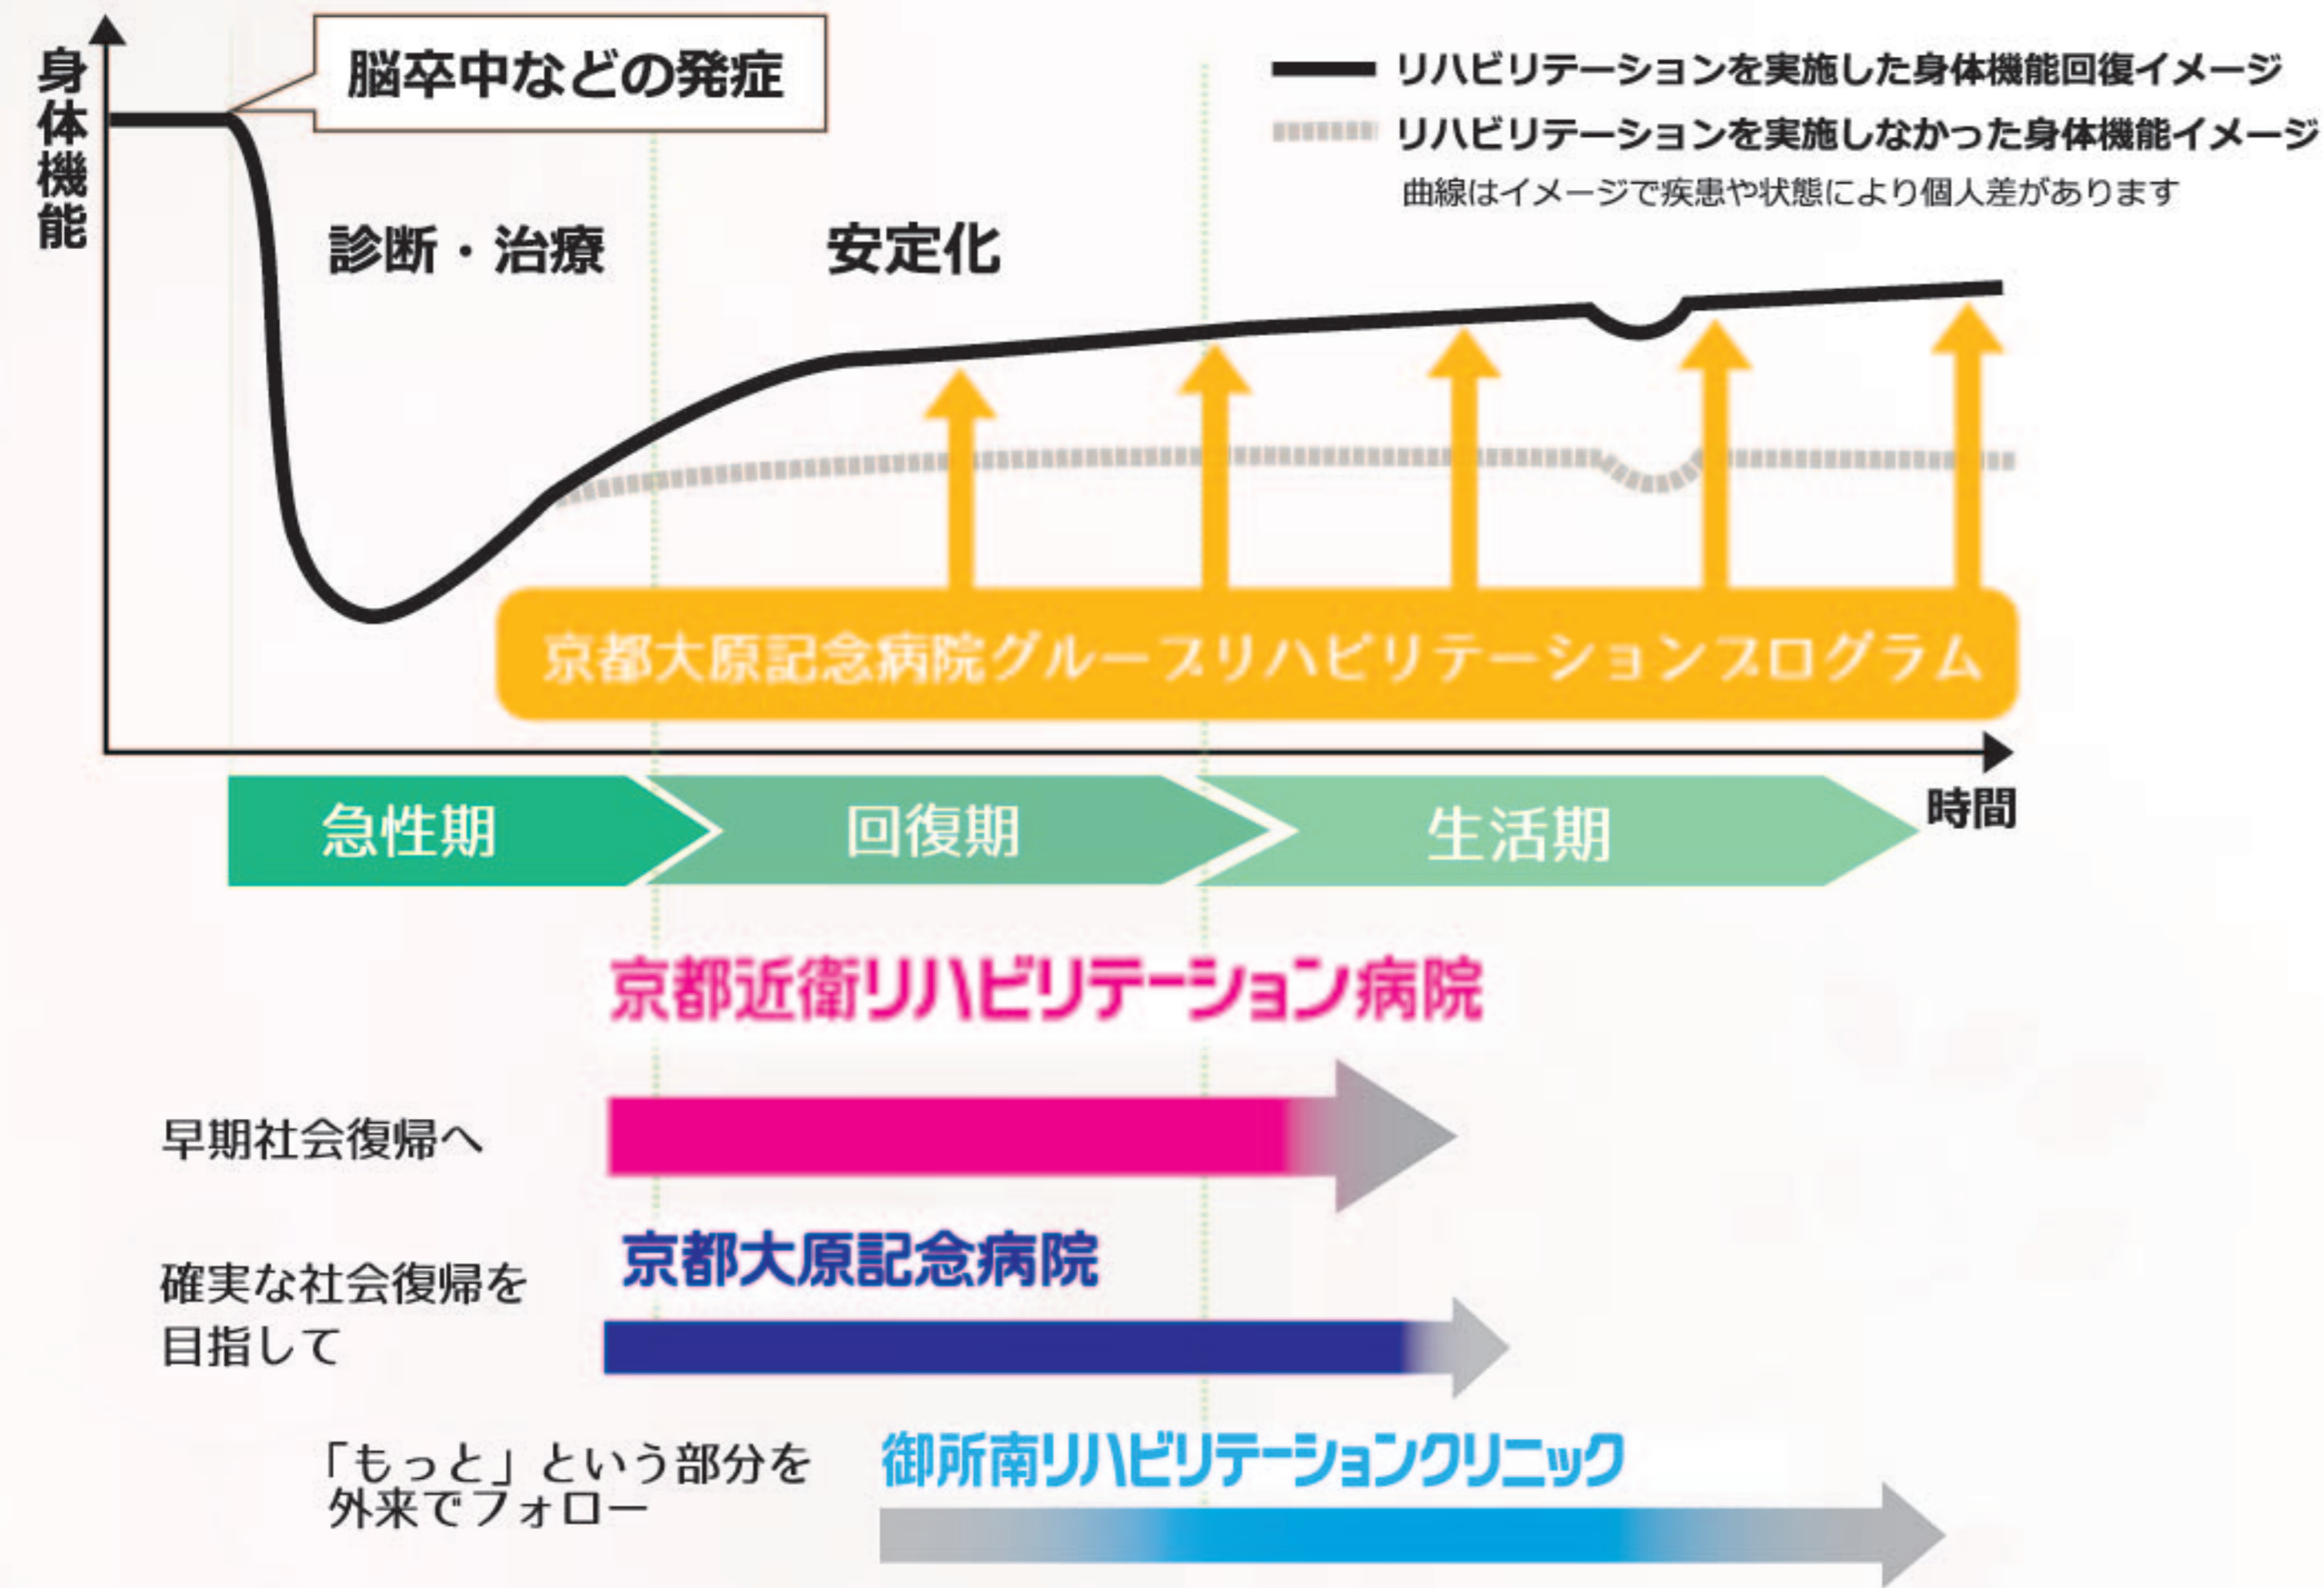 身体機能
脳卒中などの発症
リハビリテーションを実施した身体機能回復イメージ
リハビリテーションを実施しなかった身体機能イメージ
曲線はイメージで疾患や状態により個人差があります
診断・治療
安定化
京都大原記念病院グループリハビリテーションプログラム
時間
急性期
回復期
生活期
京都近衛リハビリテーション病院
早期社会復帰へ
京都大原記念病院
確実な社会復帰を
目指して
御所南リハビリテーションクリニック
「もっと」という部分を
外来でフォロー